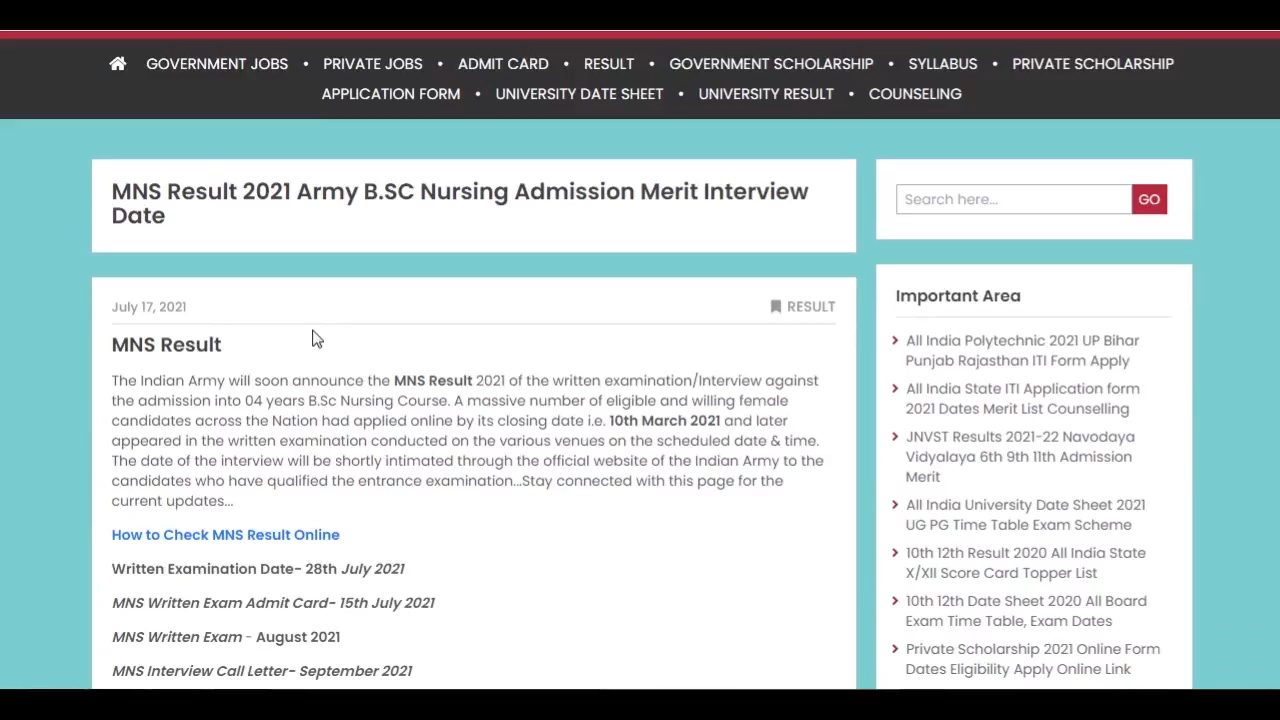 GOVERNMENT JOBS • PRIVATE JOBS • ADMIT CARD • RESULT • GOVERNMENT SCHOLARSHIP • SYLLABUS • PRIVATE SCHOLARSHIP
APPLICATION FORM • UNIVERSITY DATE SHEET • UNIVERSITY RESULT • COUNSELING
MNS Result 2021 Army B.SC Nursing Admission Merit Interview
Date
July 17, 2021
RESULT
MNS Result
The Indian Army will soon announce the MNS Result 2021 of the written examination/Interview against
the admission into 04 years B.Sc Nursing Course. A massive number of eligible and willing female
candidates across the Nation had applied online by its closing date i.e. 10th March 2021 and later
appeared in the written examination conducted on the various venues on the scheduled date & time.
The date of the interview will be shortly intimated through the official website of the Indian Army to the
candidates who have qualified the entrance examination...Stay connected with this page for the
current updates...
How to Check MNS Result Online
Written Examination Date- 28th July 2021
MNS Written Exam Admit Card- 15th July 2021
MNS Written Exam - August 2021
MNS Interview Call Letter- September 2021
Search here...
GO
Important Area
All India Polytechnic 2021 UP Bihar
Punjab Rajasthan ITI Form Apply
All India State ITI Application form
2021 Dates Merit List Counselling
JNVST Results 2021-22 Navodaya
Vidyalaya 6th 9th 11th Admission
Merit
All India University Date Sheet 2021
UG PG Time Table Exam Scheme
10th 12th Result 2020 All India State
X/XII Score Card Topper List
10th 12th Date Sheet 2020 All Board
Exam Time Table, Exam Dates
Private Scholarship 2021 Online Form
Dates Eligibility Apply Online Link